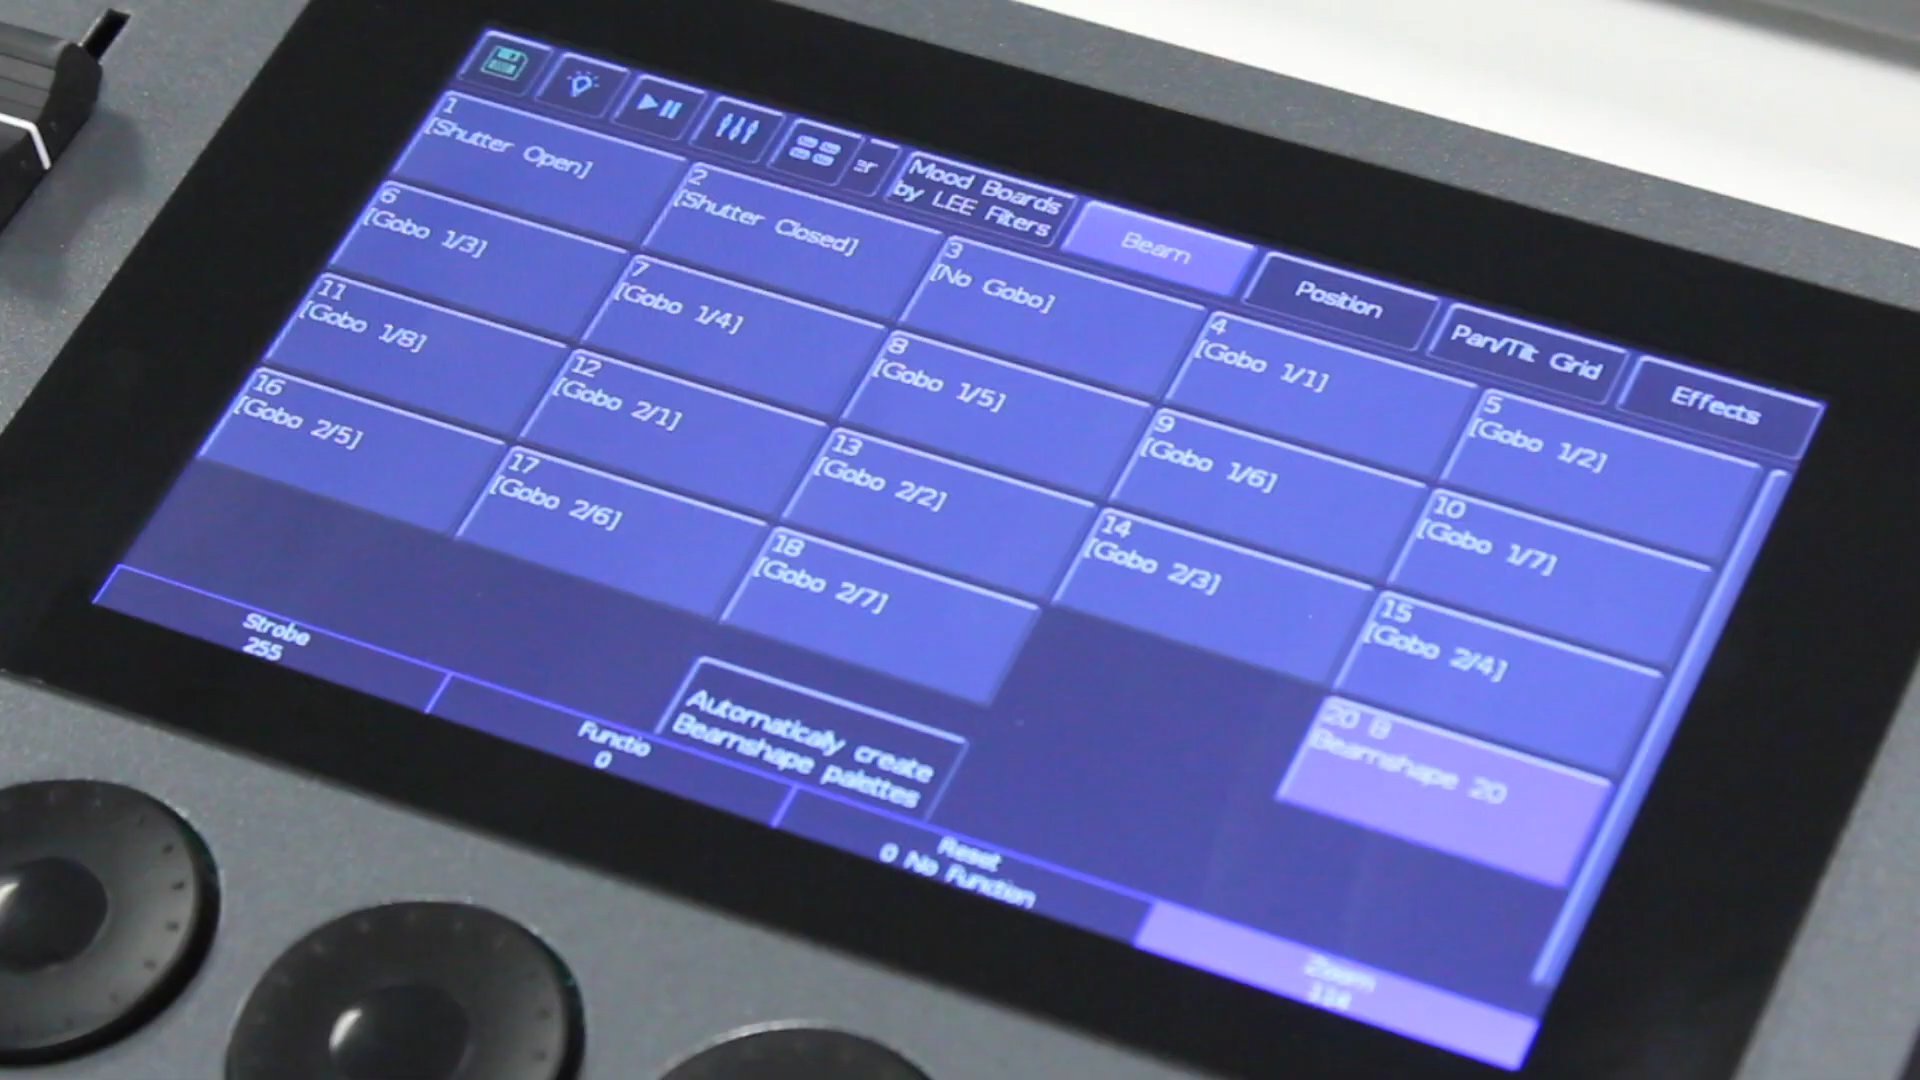 er
Mood Boards
by LEE Filters
Beam
Position
Pan/Tilt Grid
Effects
1
[Shutter Open]
2
[Shutter Closed]
3
[No Gobo]
4
[Gobo 1/1]
5
[Gobo 1/2]
6
[Gobo 1/3]
7
[Gobo 1/4]
8
[Gobo 1/5]
9
[Gobo 1/6]
10
[Gobo 1/7]
11
[Gobo 1/8]
12
[Gobo 2/1]
13
[Gobo 2/2]
14
[Gobo 2/3]
15
[Gobo 2/4]
16
[Gobo 2/5]
17
[Gobo 2/6]
18
[Gobo 2/7]
20 B
Beamshape 20
Automatically create
Beamshape palettes
Strobe
255
Functio
0
Reset
0 No Function
Zoom